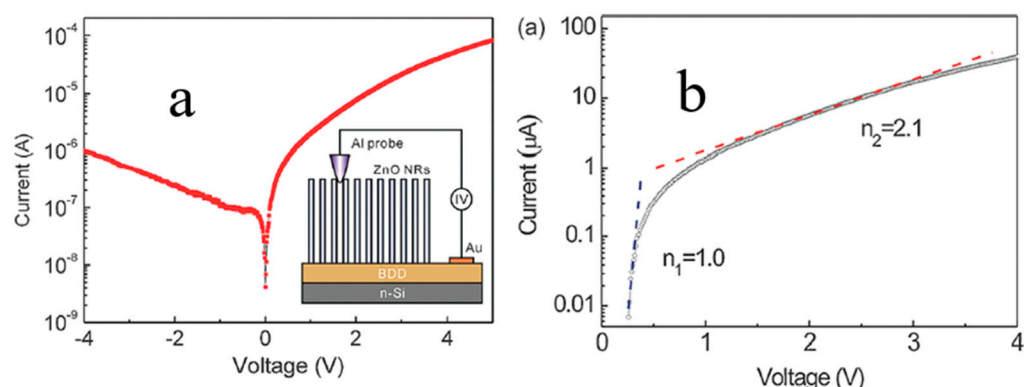 10⁻⁴
10⁻⁵
10⁻⁶
10⁻⁷
10⁻⁸
10⁻⁹
Current (A)
a
Al probe
ZnO NRs
IV
Au
BDD
n-Si
-4 -2 0 2 4
Voltage (V)
(a)
100
10
1
0.1
0.01
Current (µA)
b
n₂=2.1
n₁=1.0
0 1 2 3 4
Voltage (V)